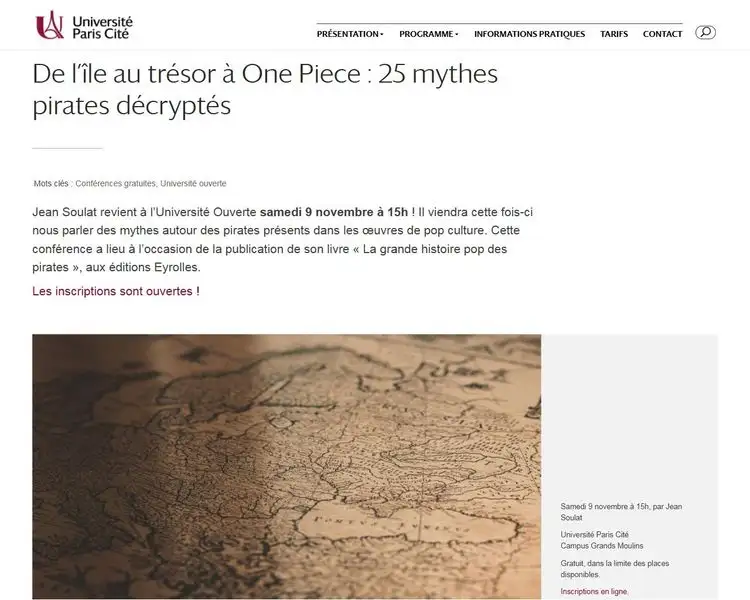 Université
Paris Cité
PRÉSENTATION PROGRAMME INFORMATIONS PRATIQUES TARIFS CONTACT
De l'île au trésor à One Piece : 25 mythes
pirates décryptés
Mots clés : Conférences gratuites, Université ouverte
Jean Soulat revient à l'Université Ouverte samedi 9 novembre à 15h ! Il viendra cette fois-ci
nous parler des mythes autour des pirates présents dans les œuvres de pop culture. Cette
conférence a lieu à l'occasion de la publication de son livre « La grande histoire pop des
pirates », aux éditions Eyrolles.
Les inscriptions sont ouvertes !
Samedi 9 novembre à 15h, par Jean
Soulat
Université Paris Cité
Campus Grands Moulins
Gratuit, dans la limite des places
disponibles.
Inscriptions en ligne.